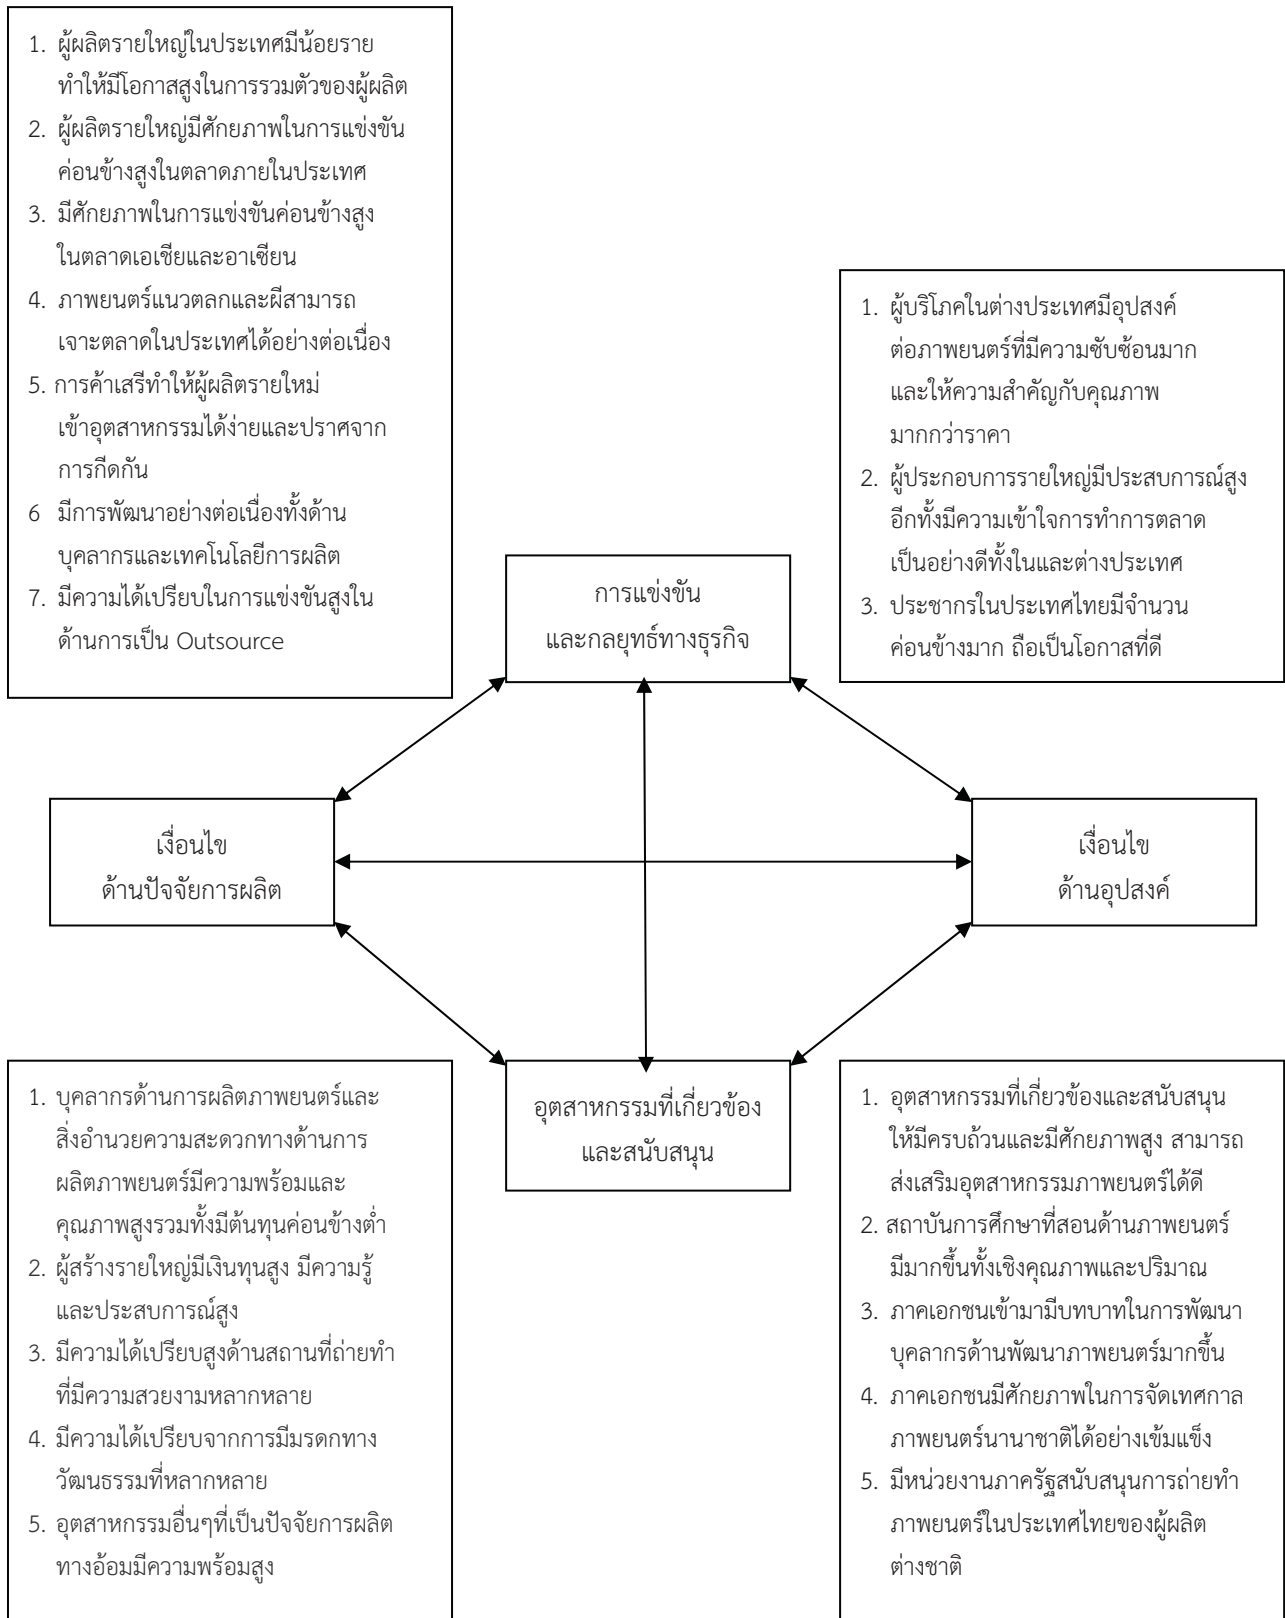 1. ผู้ผลิตรายใหญ่ในประเทศมีน้อยราย
ทำให้มีโอกาสสูงในการรวมตัวของผู้ผลิต
2. ผู้ผลิตรายใหญ่มีศักยภาพในการแข่งขัน
ค่อนข้างสูงในตลาดภายในประเทศ
3. มีศักยภาพในการแข่งขันค่อนข้างสูง
ในตลาดเอเชียและอาเซียน
4. ภาพยนตร์แนวตลกและผีสามารถ
เจาะตลาดในประเทศได้อย่างต่อเนื่อง
5. การค้าเสรีทำให้ผู้ผลิตรายใหม่
เข้าอุตสาหกรรมได้ง่ายและปราศจาก
การกีดกัน
6 มีการพัฒนาอย่างต่อเนื่องทั้งด้าน
บุคลากรและเทคโนโลยีการผลิต
7. มีความได้เปรียบในการแข่งขันสูงใน
ด้านการเป็น Outsource
1. ผู้บริโภคในต่างประเทศมีอุปสงค์
ต่อภาพยนตร์ที่มีความซับซ้อนมาก
และให้ความสำคัญกับคุณภาพ
มากกว่าราคา
2. ผู้ประกอบการรายใหญ่มีประสบการณ์สูง
อีกทั้งมีความเข้าใจการทำการตลาด
เป็นอย่างดีทั้งในและต่างประเทศ
3. ประชากรในประเทศไทยมีจำนวน
ค่อนข้างมาก ถือเป็นโอกาสที่ดี
การแข่งขัน
และกลยุทธ์ทางธุรกิจ
เงื่อนไข
ด้านปัจจัยการผลิต
เงื่อนไข
ด้านอุปสงค์
อุตสาหกรรมที่เกี่ยวข้อง
และสนับสนุน
1. บุคลากรด้านการผลิตภาพยนตร์และ
สิ่งอำนวยความสะดวกทางด้านการ
ผลิตภาพยนตร์มีความพร้อมและ
คุณภาพสูงรวมทั้งมีต้นทุนค่อนข้างต่ำ
2. ผู้สร้างรายใหญ่มีเงินทุนสูง มีความรู้
และประสบการณ์สูง
3. มีความได้เปรียบสูงด้านสถานที่ถ่ายทำ
ที่มีความสวยงามหลากหลาย
4. มีความได้เปรียบจากการมีมรดกทาง
วัฒนธรรมที่หลากหลาย
5. อุตสาหกรรมอื่นๆที่เป็นปัจจัยการผลิต
ทางอ้อมมีความพร้อมสูง
1. อุตสาหกรรมที่เกี่ยวข้องและสนับสนุน
ให้มีครบถ้วนและมีศักยภาพสูง สามารถ
ส่งเสริมอุตสาหกรรมภาพยนตร์ได้ดี
2. สถาบันการศึกษาที่สอนด้านภาพยนตร์
มีมากขึ้นทั้งเชิงคุณภาพและปริมาณ
3. ภาคเอกชนเข้ามามีบทบาทในการพัฒนา
บุคลากรด้านพัฒนาภาพยนตร์มากขึ้น
4. ภาคเอกชนมีศักยภาพในการจัดเทศกาล
ภาพยนตร์นานาชาติได้อย่างเข้มแข็ง
5. มีหน่วยงานภาครัฐสนับสนุนการถ่ายทำ
ภาพยนตร์ในประเทศไทยของผู้ผลิต
ต่างชาติ